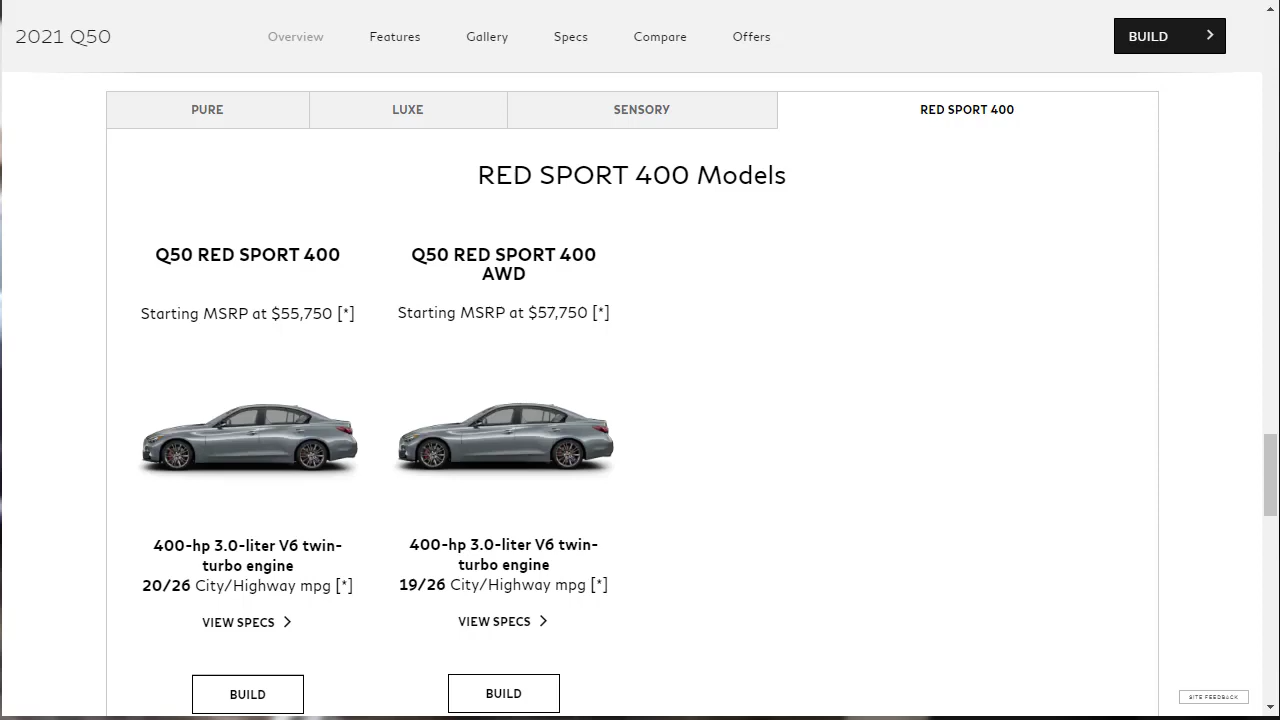 2021 Q50
Overview
Features
Gallery
Specs
Compare
Offers
BUILD
PURE
LUXE
SENSORY
RED SPORT 400
RED SPORT 400 Models
Q50 RED SPORT 400
Starting MSRP at $55,750 [*]
400-hp 3.0-liter V6 twin-
turbo engine
20/26 City/Highway mpg [*]
VIEW SPECS
BUILD
Q50 RED SPORT 400
AWD
Starting MSRP at $57,750 [*]
400-hp 3.0-liter V6 twin-
turbo engine
19/26 City/Highway mpg [*]
VIEW SPECS
BUILD
SITE FEEDBACK